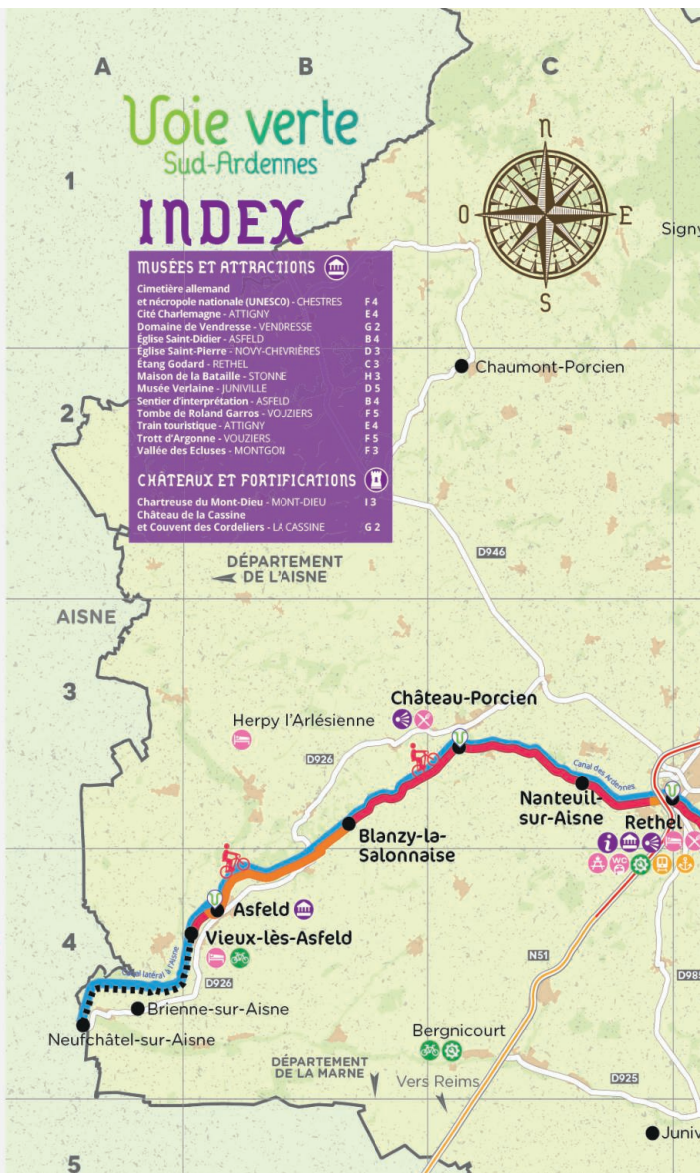 A
B
C
Voie verte
Sud-Ardennes
1
INDEX
N
O
E
S
Signy
MUSÉES ET ATTRACTIONS
Cimetière allemand
et nécropole nationale (UNESCO) - CHESTRES F 4
Cité Charlemagne - ATTIGNY E 4
Domaine de Vendresse - VENDRESSE G 2
Église Saint-Didier - ASFELD B 4
Église Saint-Pierre - NOVY-CHEVRIÈRES D 3
Étang Godard - RETHEL C 3
Maison de la Bataille - STONNE H 3
Musée Verlaine - JUNIVILLE D 5
Sentier d'interprétation - ASFELD B 4
Tombe de Roland Garros - VOUZIERS F 5
Train touristique - ATTIGNY E 4
Trott d'Argonne - VOUZIERS F 5
Vallée des Ecluses - MONTGON F 3
CHÂTEAUX ET FORTIFICATIONS
Chartreuse du Mont-Dieu - MONT-DIEU I 3
Château de la Cassine
et Couvent des Cordeliers - LA CASSINE G 2
Chaumont-Porcien
2
D946
DÉPARTEMENT
DE L'AISNE
AISNE
3
Château-Porcien
Herpy l'Arlésienne
D926
Canal des Ardennes
Nanteuil-
sur-Aisne
Rethel
Blanzy-la-
Salonnaise
WC
Asfeld
Vieux-lès-Asfeld
4
Canal latéral à l'Aisne
D926
N51
D985
Brienne-sur-Aisne
Neufchâtel-sur-Aisne
Bergnicourt
DÉPARTEMENT
DE LA MARNE
Vers Reims
D925
Juniv
5